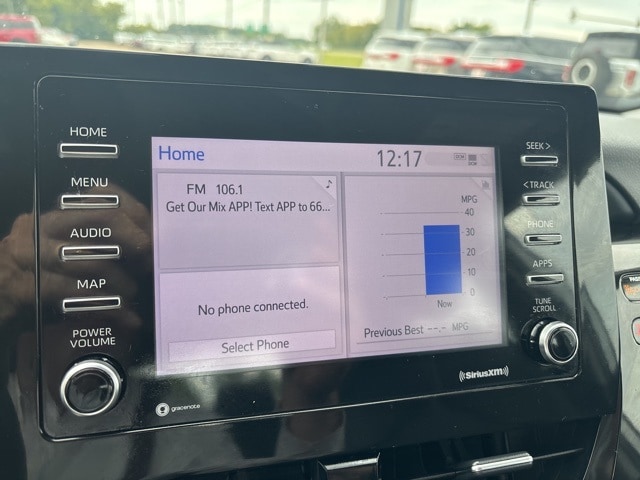 HOME
MENU
AUDIO
MAP
POWER
VOLUME
Home
12:17
DCM
FM 106.1
Get Our Mix APP! Text APP to 66...
No phone connected.
Select Phone
MPG
40
30
20
10
0
Now
Previous Best --.- MPG
SEEK >
< TRACK
PHONE
APPS
TUNE
SCROLL
gracenote
((SiriusXM))